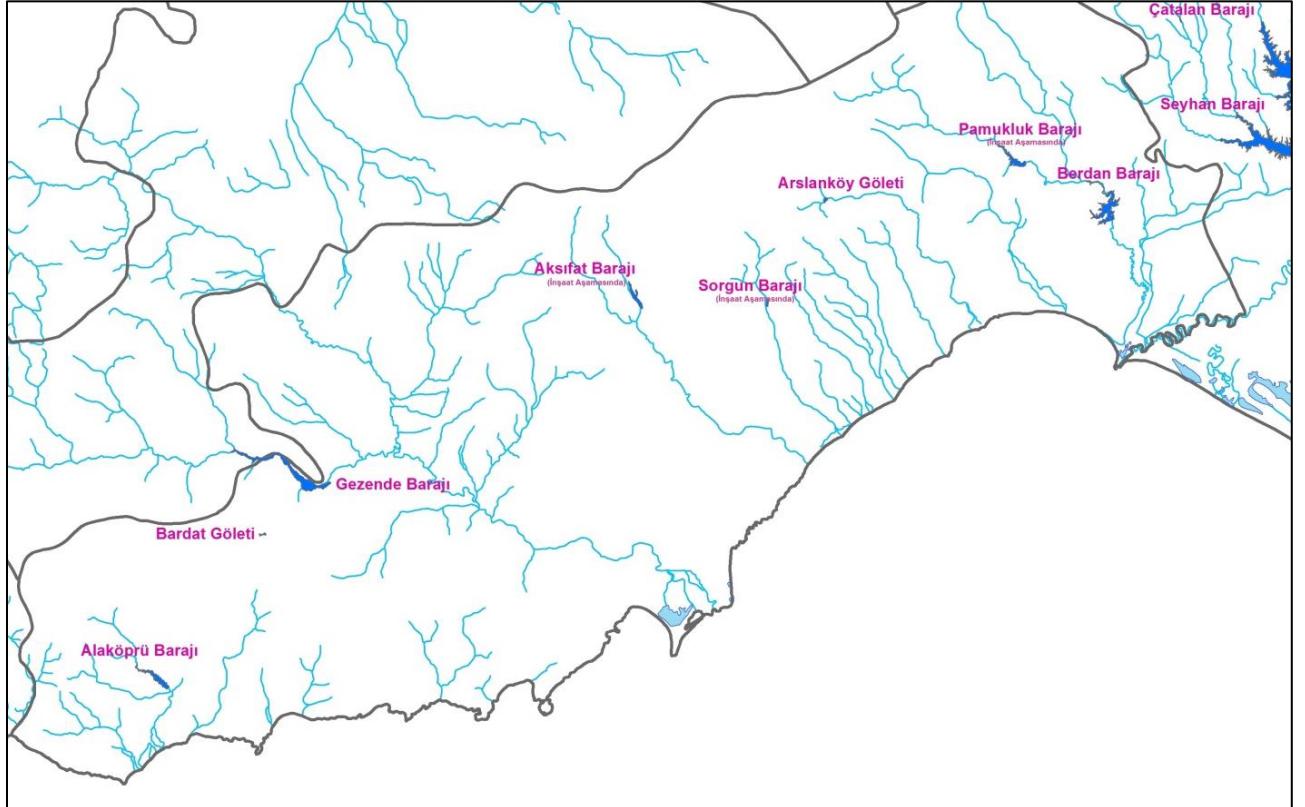 Çatalan Barajı
Seyhan Barajı
Pamukluk Barajı
(İnşaat Aşamasında)
Berdan Barajı
Arslanköy Göleti
Aksıfat Barajı
(İnşaat Aşamasında)
Sorgun Barajı
(İnşaat Aşamasında)
Gezende Barajı
Bardat Göleti
Alaköprü Barajı